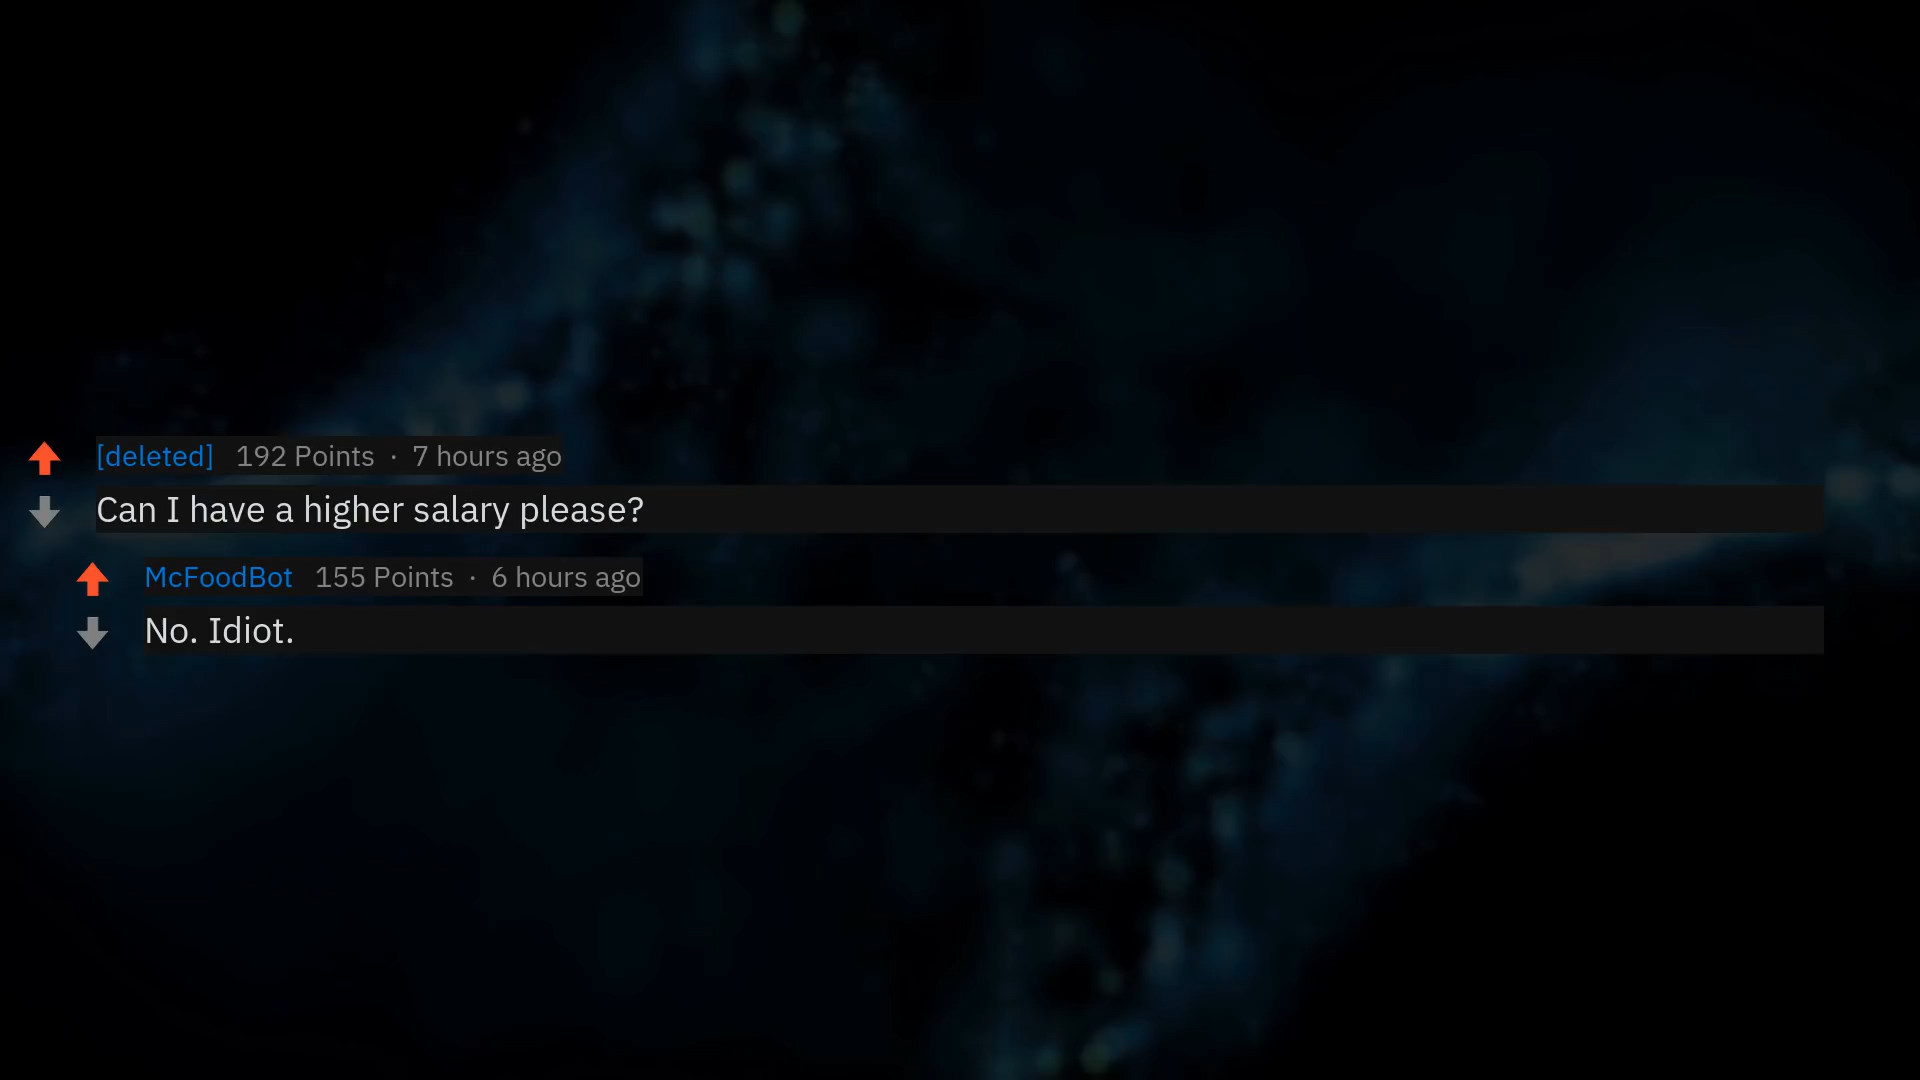 [deleted] 192 Points · 7 hours ago
Can I have a higher salary please?
McFoodBot 155 Points · 6 hours ago
No. Idiot.